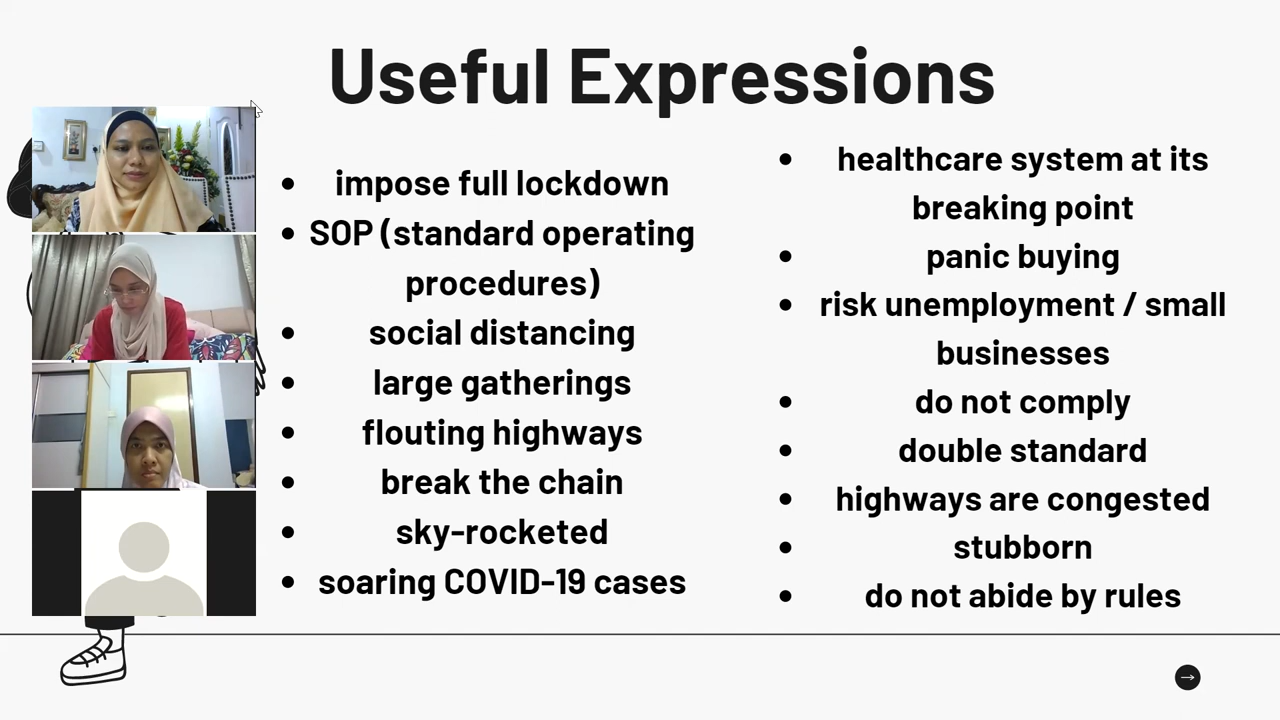 Useful Expressions
impose full lockdown
SOP (standard operating
procedures)
social distancing
large gatherings
flouting highways
break the chain
sky-rocketed
soaring COVID-19 cases
healthcare system at its
breaking point
panic buying
risk unemployment / small
businesses
do not comply
double standard
highways are congested
stubborn
do not abide by rules